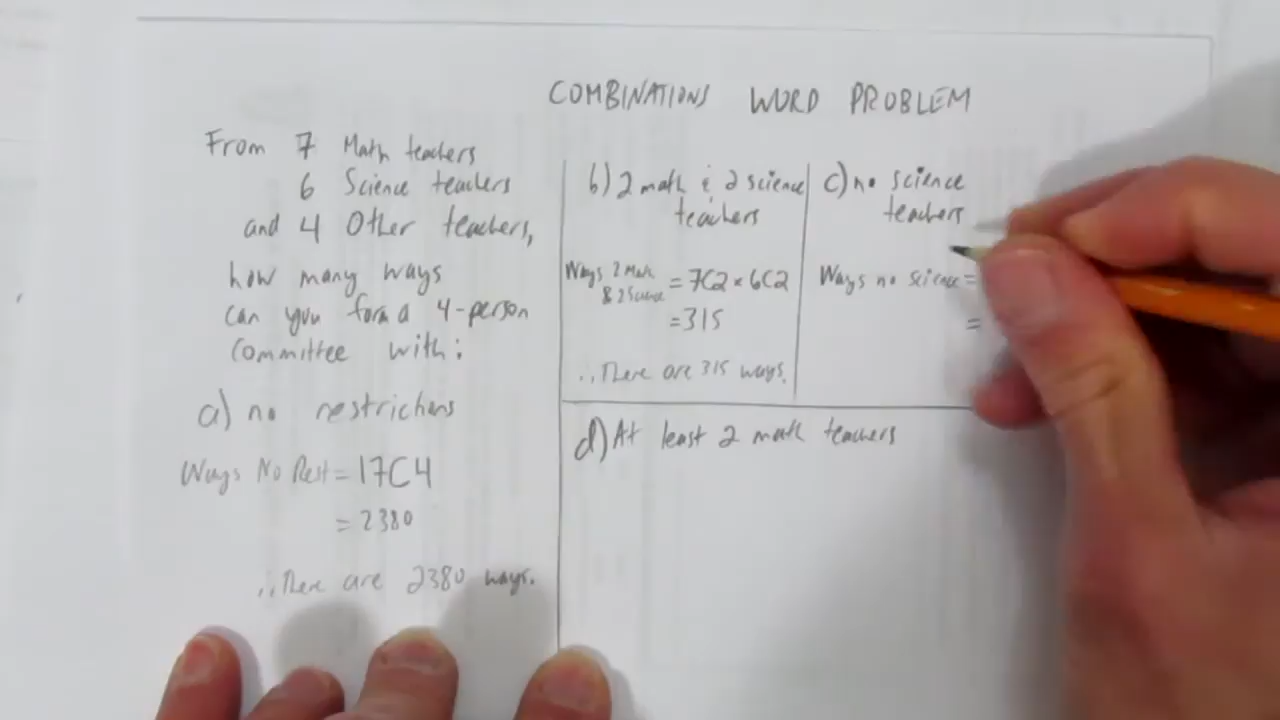 COMBINATIONS WORD PROBLEM
From 7 Math teachers
6 Science teachers
and 4 Other teachers,
how many ways
can you form a 4-person
committee with:
a) no restrictions
Ways No Rest = 17C4
= 2380
∴ There are 2380 ways.
b) 2 math & 2 science
teachers
Ways 2 Math
& 2 Science = 7C2 × 6C2
= 315
∴ There are 315 ways.
c) no science
teachers
Ways no science =
=
d) At least 2 math teachers